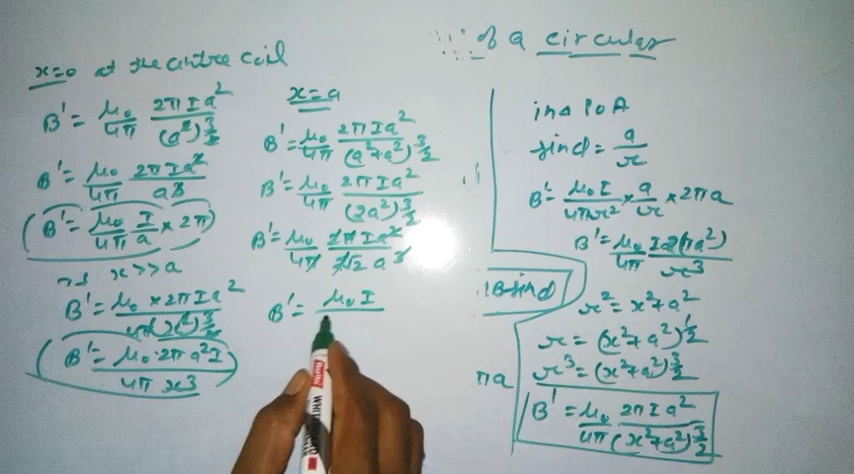 of a circular
x=0 at the centre coil
B' = μ₀/4π 2πIa²/(a²)^3/2
B' = μ₀/4π 2πIa²/a³
B' = μ₀/4π I/a × 2π
x>>a
B' = μ₀ × 2πIa²/4π(x²)^3/2
B' = μ₀·2πa²I/4π x³
x=a
B' = μ₀/4π 2πIa²/(a²+a²)^3/2
B' = μ₀/4π 2πIa²/(2a²)^3/2
B' = μ₀/4π 2πIa²/2√2 a³
B' = μ₀I
Bsinα
πa
in Δ POA
sinα = a/r
B' = μ₀I/4πr² × a/r × 2πa
B' = μ₀/4π I2(πa²)/r³
r² = x²+a²
r = (x²+a²)^1/2
r³ = (x²+a²)^3/2
B' = μ₀/4π 2πIa²/(x²+a²)^3/2